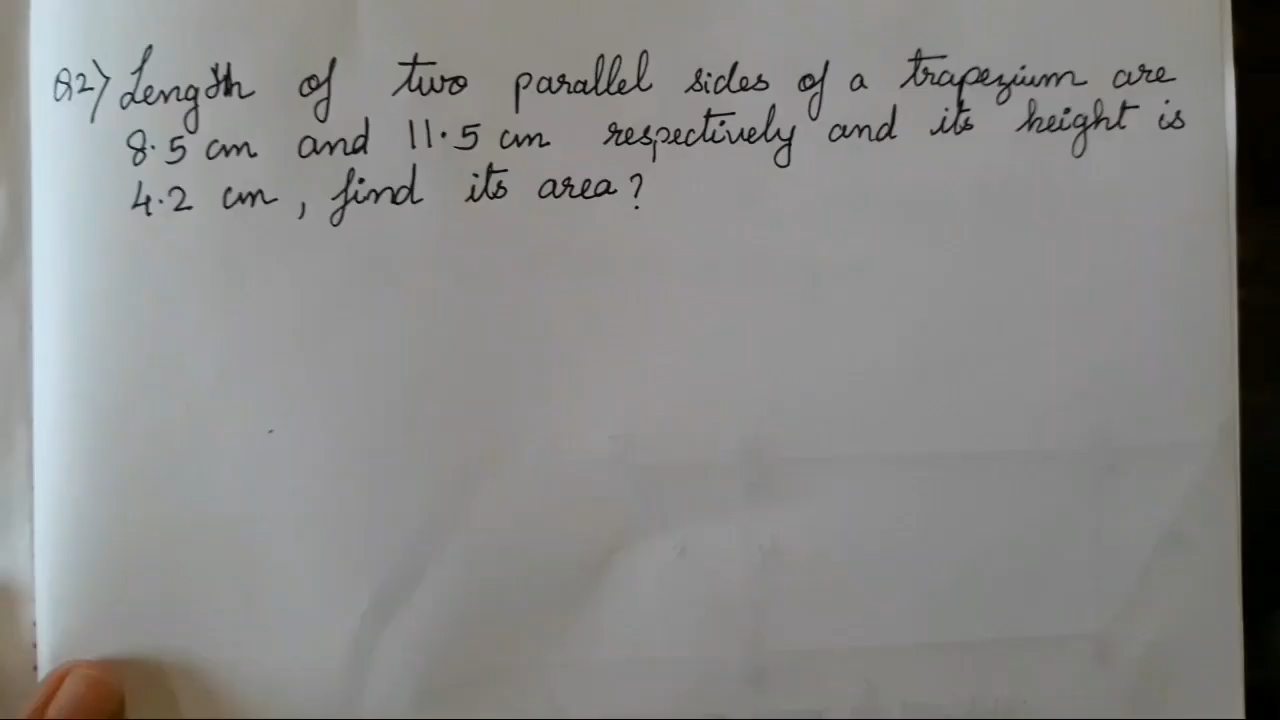 Q2) Length of two parallel sides of a trapezium are
8.5 cm and 11.5 cm respectively and its height is
4.2 cm, find its area?